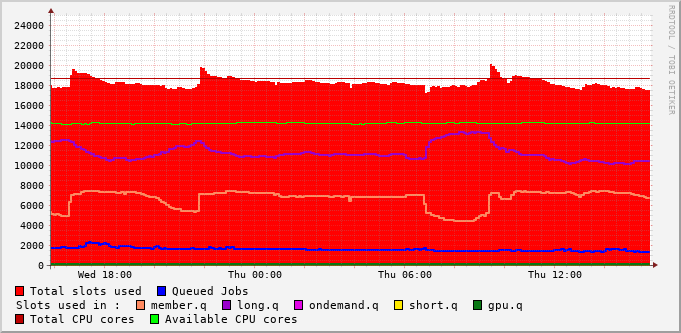 24000
22000
20000
18000
16000
14000
12000
10000
8000
6000
4000
2000
0
Wed 18:00 Thu 00:00 Thu 06:00 Thu 12:00
Total slots used Queued Jobs
Slots used in : member.q long.q ondemand.q short.q gpu.q
Total CPU cores Available CPU cores
RRDTOOL / TOBI OETIKER